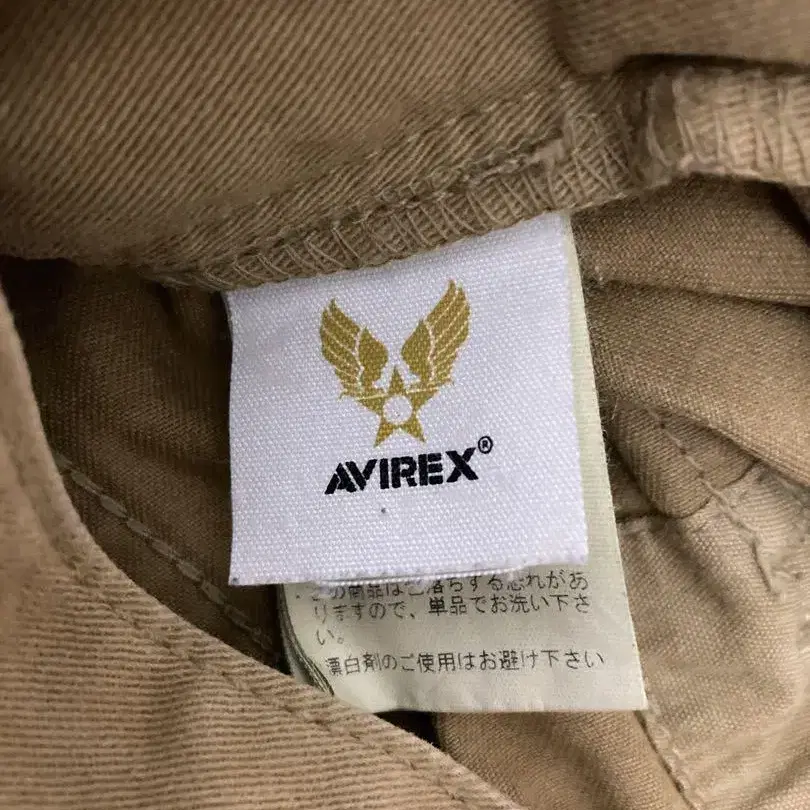 AVIREX®
・この商品は色落ちする恐れがあ
りますので、単品でお洗い下さ
い。
・漂白剤のご使用はお避け下さい